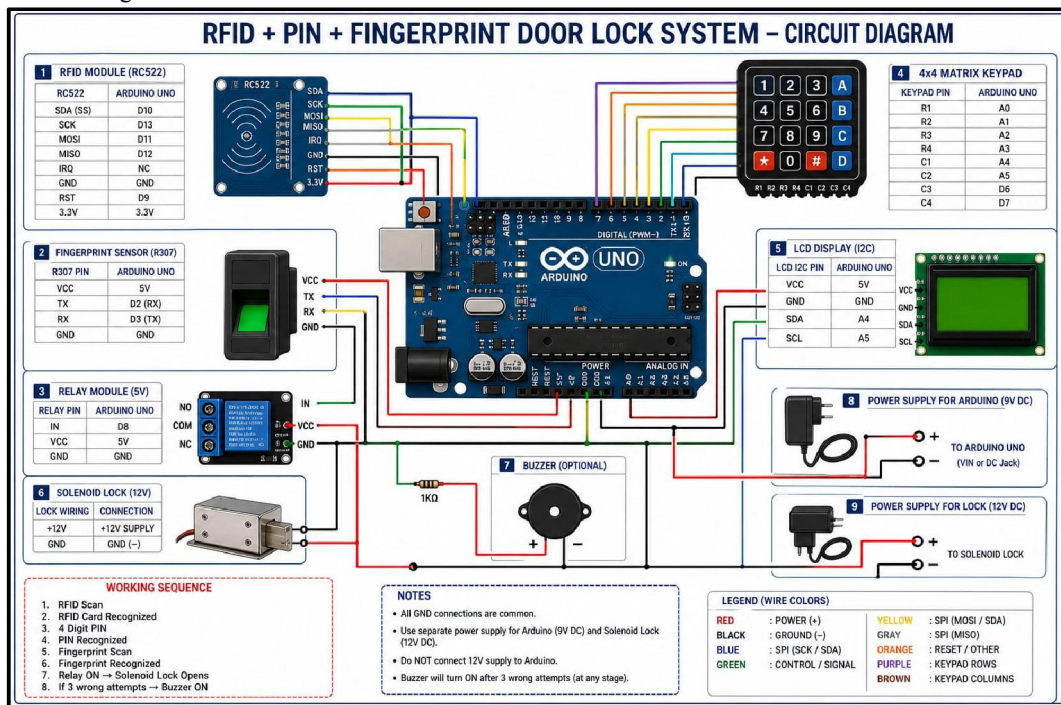 RFID + PIN + FINGERPRINT DOOR LOCK SYSTEM – CIRCUIT DIAGRAM
1 RFID MODULE (RC522)
RC522 ARDUINO UNO
SDA (SS) D10
SCK D13
MOSI D11
MISO D12
IRQ NC
GND GND
RST D9
3.3V 3.3V
RC522
SDA
SCK
MOSI
MISO
IRQ
GND
RST
3.3V
1 2 3 A
4 5 6 B
7 8 9 C
* 0 # D
R1 R2 R3 R4 C1 C2 C3 C4
4 4x4 MATRIX KEYPAD
KEYPAD PIN ARDUINO UNO
R1 A0
R2 A1
R3 A2
R4 A3
C1 A4
C2 A5
C3 D6
C4 D7
2 FINGERPRINT SENSOR (R307)
R307 PIN ARDUINO UNO
VCC 5V
TX D2 (RX)
RX D3 (TX)
GND GND
VCC
TX
RX
GND
7 6 5 4 3 2
DIGITAL (PWM~)
L
TX
RX
UNO
ARDUINO
ON
POWER
ANALOG IN
5 LCD DISPLAY (I2C)
LCD I2C PIN ARDUINO UNO
VCC 5V
GND GND
SDA A4
SCL A5
VCC
GND
SDA
SCL
3 RELAY MODULE (5V)
RELAY PIN ARDUINO UNO
IN D8
VCC 5V
GND GND
NO
COM
NC
IN
VCC
GND
8 POWER SUPPLY FOR ARDUINO (9V DC)
+
–
TO ARDUINO UNO
(VIN or DC Jack)
6 SOLENOID LOCK (12V)
LOCK WIRING CONNECTION
+12V +12V SUPPLY
GND GND (–)
1KΩ
7 BUZZER (OPTIONAL)
+ –
9 POWER SUPPLY FOR LOCK (12V DC)
+
–
TO SOLENOID LOCK
WORKING SEQUENCE
1. RFID Scan
2. RFID Card Recognized
3. 4 Digit PIN
4. PIN Recognized
5. Fingerprint Scan
6. Fingerprint Recognized
7. Relay ON → Solenoid Lock Opens
8. If 3 wrong attempts → Buzzer ON
NOTES
• All GND connections are common.
• Use separate power supply for Arduino (9V DC) and Solenoid Lock
(12V DC).
• Do NOT connect 12V supply to Arduino.
• Buzzer will turn ON after 3 wrong attempts (at any stage).
LEGEND (WIRE COLORS)
RED : POWER (+)
BLACK : GROUND (–)
BLUE : SPI (SCK / SDA)
GREEN : CONTROL / SIGNAL
YELLOW : SPI (MOSI / SDA)
GRAY : SPI (MISO)
ORANGE : RESET / OTHER
PURPLE : KEYPAD ROWS
BROWN : KEYPAD COLUMNS